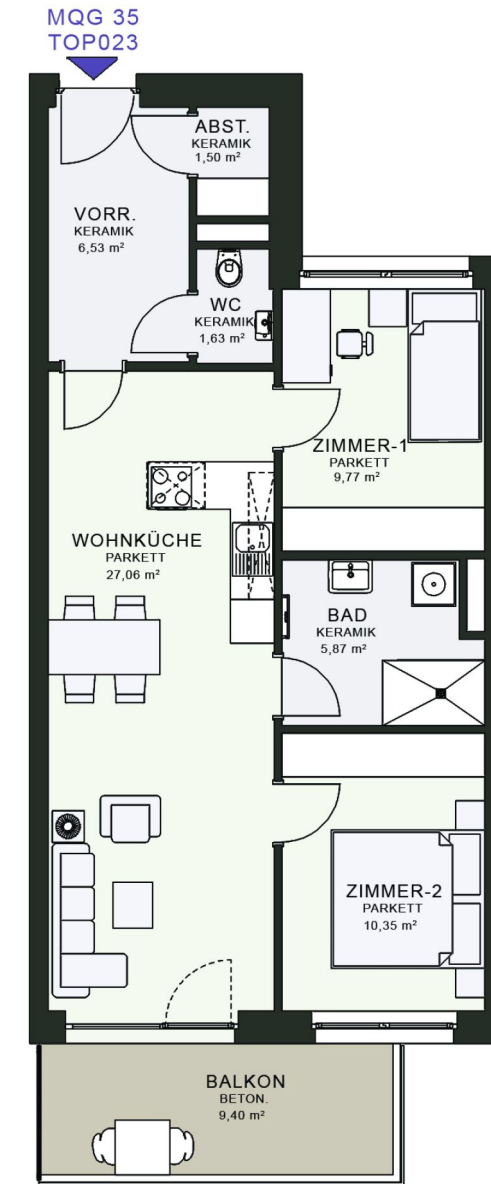 MQG 35
TOP023
ABST.
KERAMIK
1,50 m²
VORR.
KERAMIK
6,53 m²
WC
KERAMIK
1,63 m²
ZIMMER-1
PARKETT
9,77 m²
WOHNKÜCHE
PARKETT
27,06 m²
BAD
KERAMIK
5,87 m²
ZIMMER-2
PARKETT
10,35 m²
BALKON
BETON.
9,40 m²